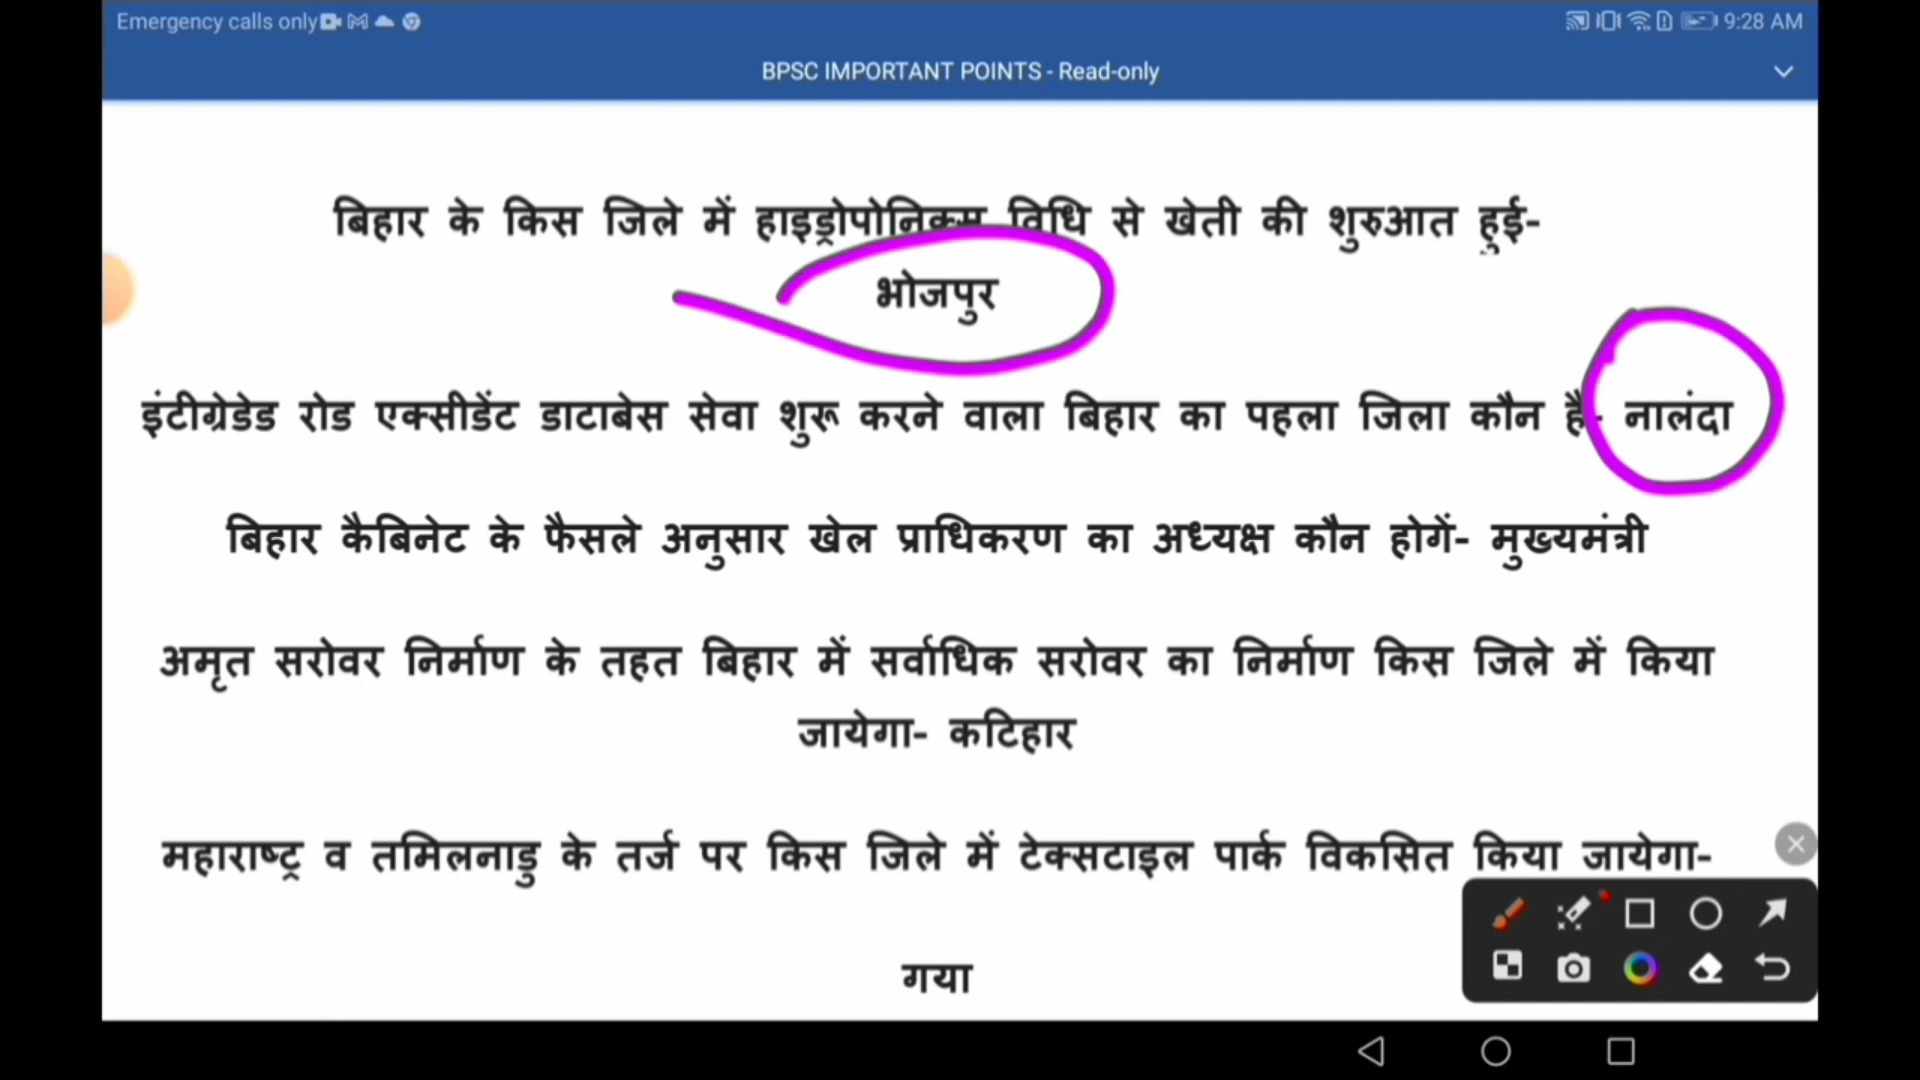 Emergency calls only
9:28 AM
BPSC IMPORTANT POINTS - Read-only
बिहार के किस जिले में हाइड्रोपोनिक्स विधि से खेती की शुरुआत हुई-
भोजपुर
इंटीग्रेडेड रोड एक्सीडेंट डाटाबेस सेवा शुरू करने वाला बिहार का पहला जिला कौन है- नालंदा
बिहार कैबिनेट के फैसले अनुसार खेल प्राधिकरण का अध्यक्ष कौन होगें- मुख्यमंत्री
अमृत सरोवर निर्माण के तहत बिहार में सर्वाधिक सरोवर का निर्माण किस जिले में किया
जायेगा- कटिहार
महाराष्ट्र व तमिलनाडु के तर्ज पर किस जिले में टेक्सटाइल पार्क विकसित किया जायेगा-
गया